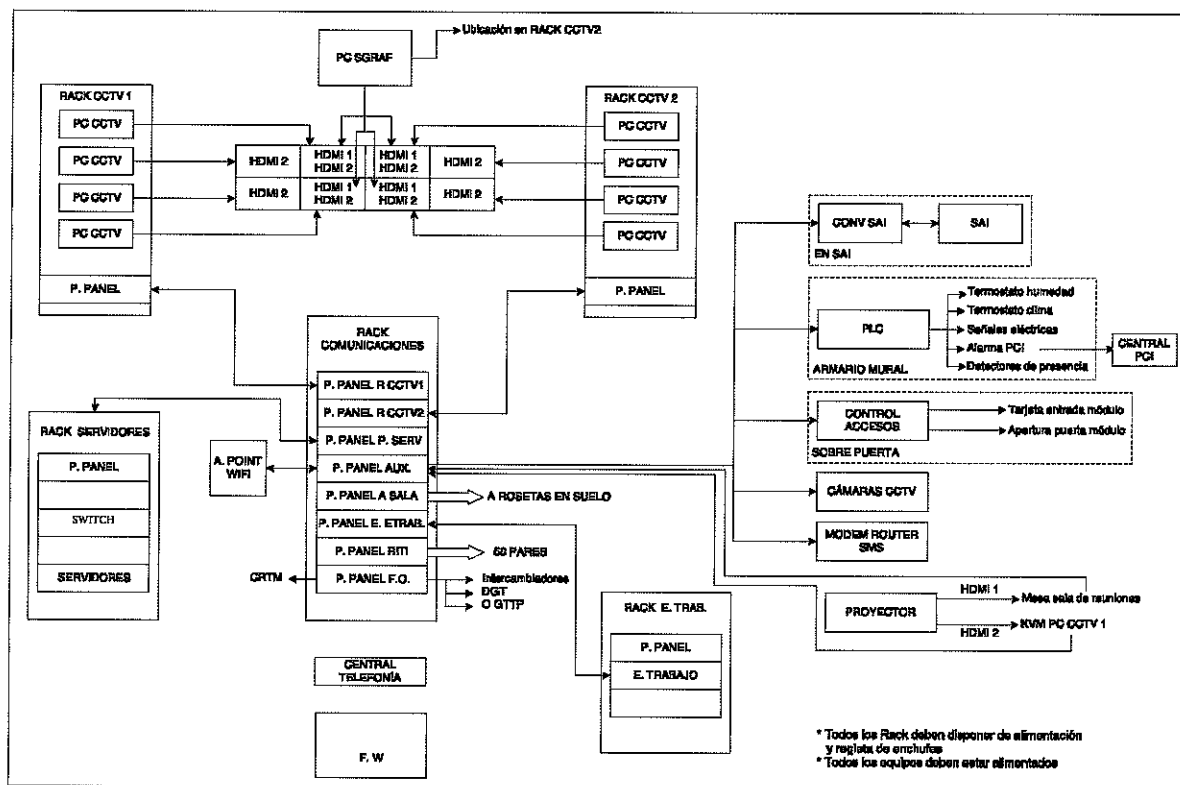 PC SGRAF
Ubicación en RACK CCTV2
RACK CCTV 1
PC CCTV
PC CCTV
PC CCTV
PC CCTV
P. PANEL
HDMI 2
HDMI 1
HDMI 2
HDMI 1
HDMI 2
HDMI 2
HDMI 2
HDMI 1
HDMI 2
HDMI 1
HDMI 2
HDMI 2
RACK CCTV 2
PC CCTV
PC CCTV
PC CCTV
PC CCTV
P. PANEL
CONV SAI
SAI
EN SAI
PLC
Termostato humedad
Termostato clima
Señales eléctricas
Alarma PCI
Detectores de presencia
CENTRAL
PCI
ARMARIO MURAL
CONTROL
ACCESOS
Tarjeta entrada módulo
Apertura puerta módulo
SOBRE PUERTA
CÁMARAS CCTV
MODEM ROUTER
SMS
RACK
COMUNICACIONES
P. PANEL R CCTV1
P. PANEL R CCTV2
P. PANEL P. SERV
P. PANEL AUX.
P. PANEL A SALA
P. PANEL E. ETRAB.
P. PANEL RITI
P. PANEL F.O.
A ROSETAS EN SUELO
50 PARES
CRTM
Intercambiadores
DGT
O GTTP
RACK SERVIDORES
P. PANEL
SWITCH
SERVIDORES
A. POINT
WIFI
RACK E. TRAB.
P. PANEL
E. TRABAJO
PROYECTOR
HDMI 1
Mesa sala de reuniones
HDMI 2
KVM PC CCTV 1
CENTRAL
TELEFONÍA
F. W
* Todos los Rack deben disponer de alimentación
y regleta de enchufes
* Todos los equipos deben estar alimentados